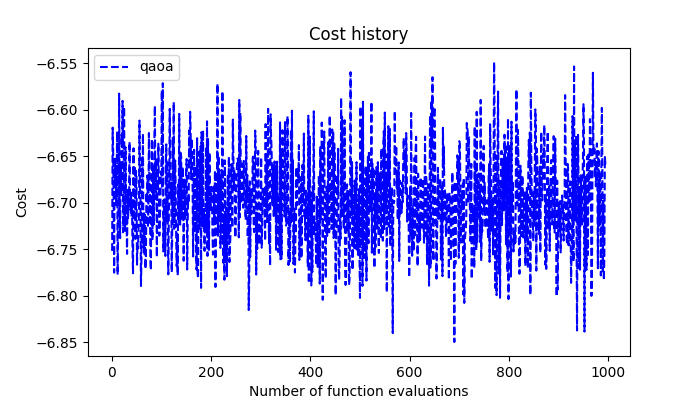 Cost history
qaoa
Cost
−6.55
−6.60
−6.65
−6.70
−6.75
−6.80
−6.85
0 200 400 600 800 1000
Number of function evaluations